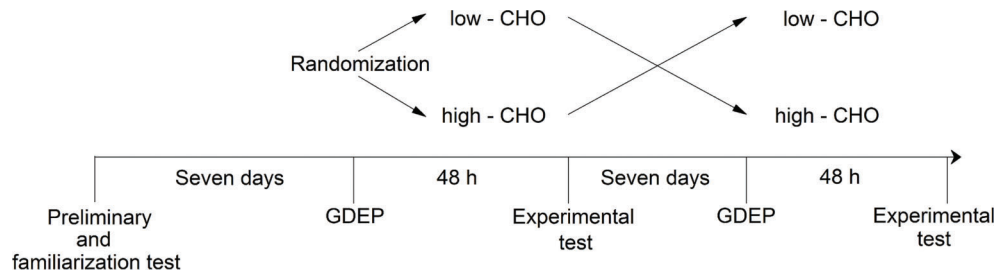 low - CHO
low - CHO
Randomization
high - CHO
high - CHO
Seven days
48 h
Seven days
48 h
Preliminary
and
familiarization test
GDEP
Experimental
test
GDEP
Experimental
test